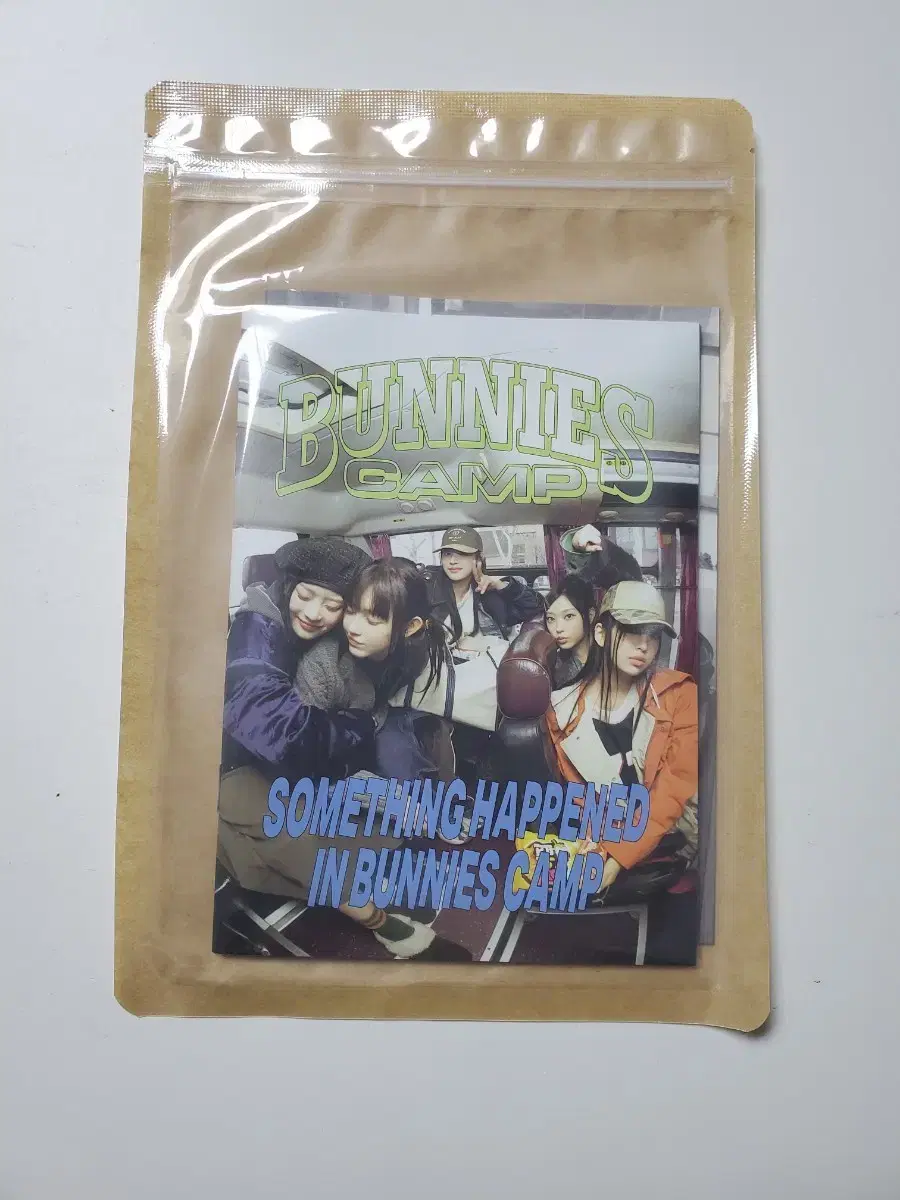 BUNNIES
CAMP
SOMETHING HAPPENED
IN BUNNIES CAMP